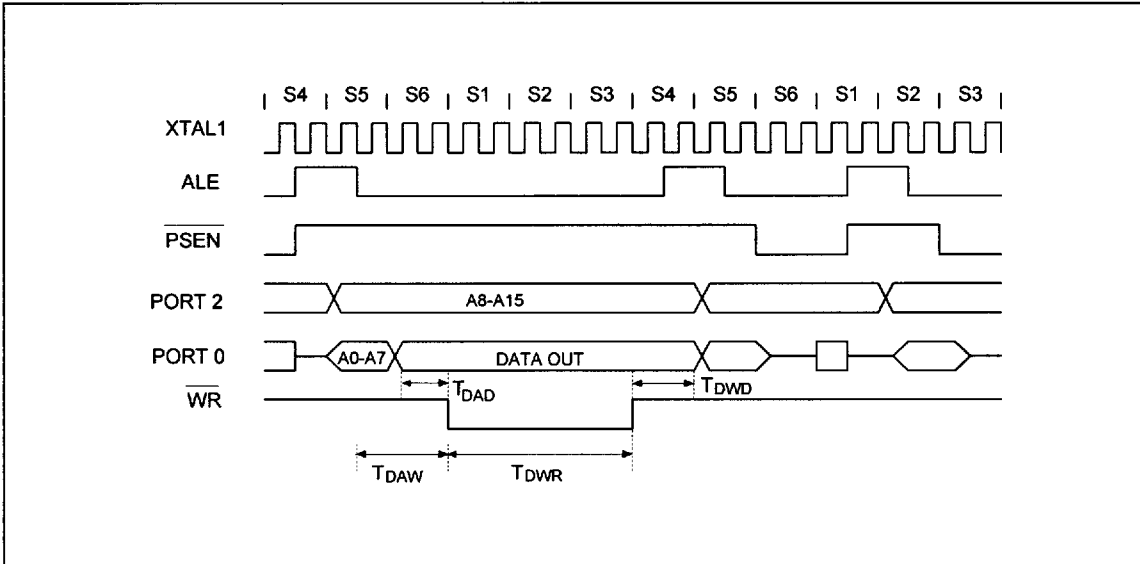 | S4 | S5 | S6 | S1 | S2 | S3 | S4 | S5 | S6 | S1 | S2 | S3 |
XTAL1
ALE
PSEN
PORT 2 A8-A15
PORT 0 A0-A7 DATA OUT
TDAD TDWD
WR
TDAW TDWR